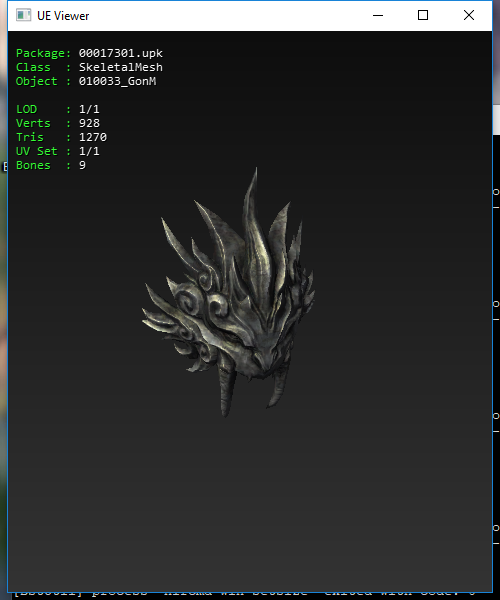 UE Viewer
Package: 00017301.upk
Class : SkeletalMesh
Object : 010033_GonM
LOD : 1/1
Verts : 928
Tris : 1270
UV Set : 1/1
Bones : 9